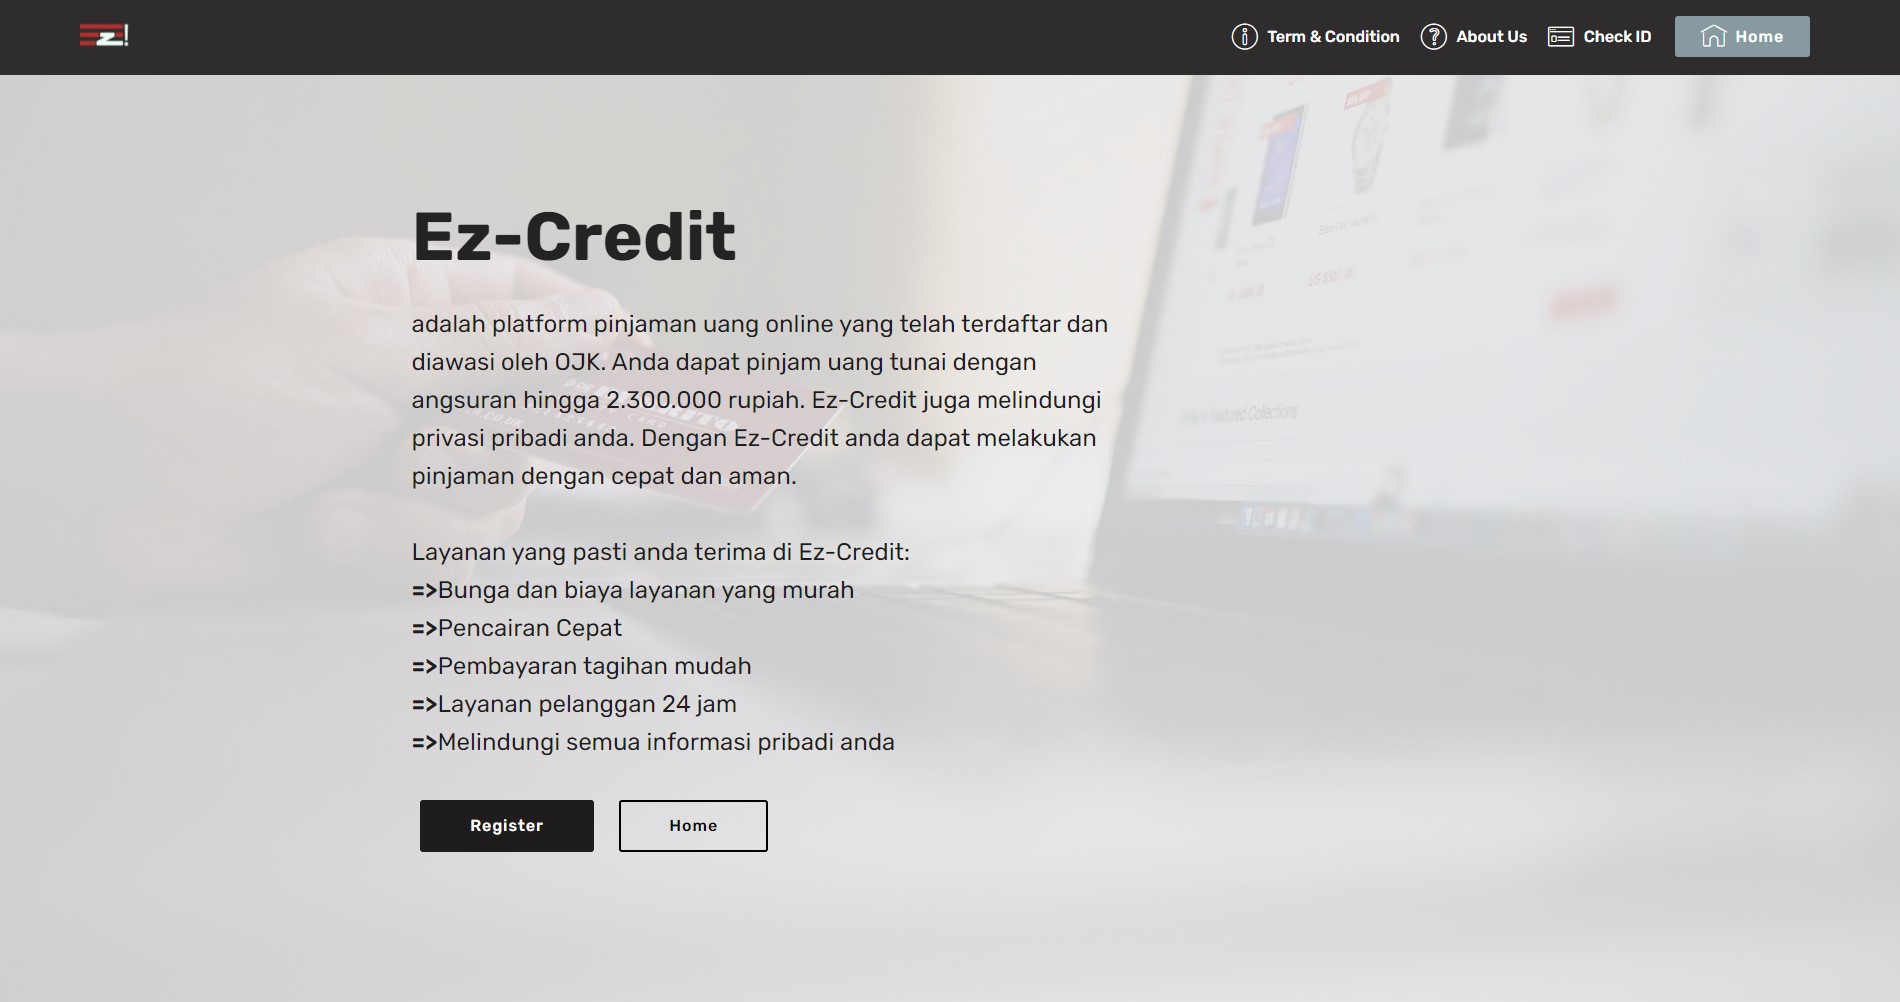 Z!
Term & Condition
About Us
Check ID
Home
Ez-Credit
adalah platform pinjaman uang online yang telah terdaftar dan
diawasi oleh OJK. Anda dapat pinjam uang tunai dengan
angsuran hingga 2.300.000 rupiah. Ez-Credit juga melindungi
privasi pribadi anda. Dengan Ez-Credit anda dapat melakukan
pinjaman dengan cepat dan aman.
Layanan yang pasti anda terima di Ez-Credit:
=>Bunga dan biaya layanan yang murah
=>Pencairan Cepat
=>Pembayaran tagihan mudah
=>Layanan pelanggan 24 jam
=>Melindungi semua informasi pribadi anda
Register
Home
Featured Collections